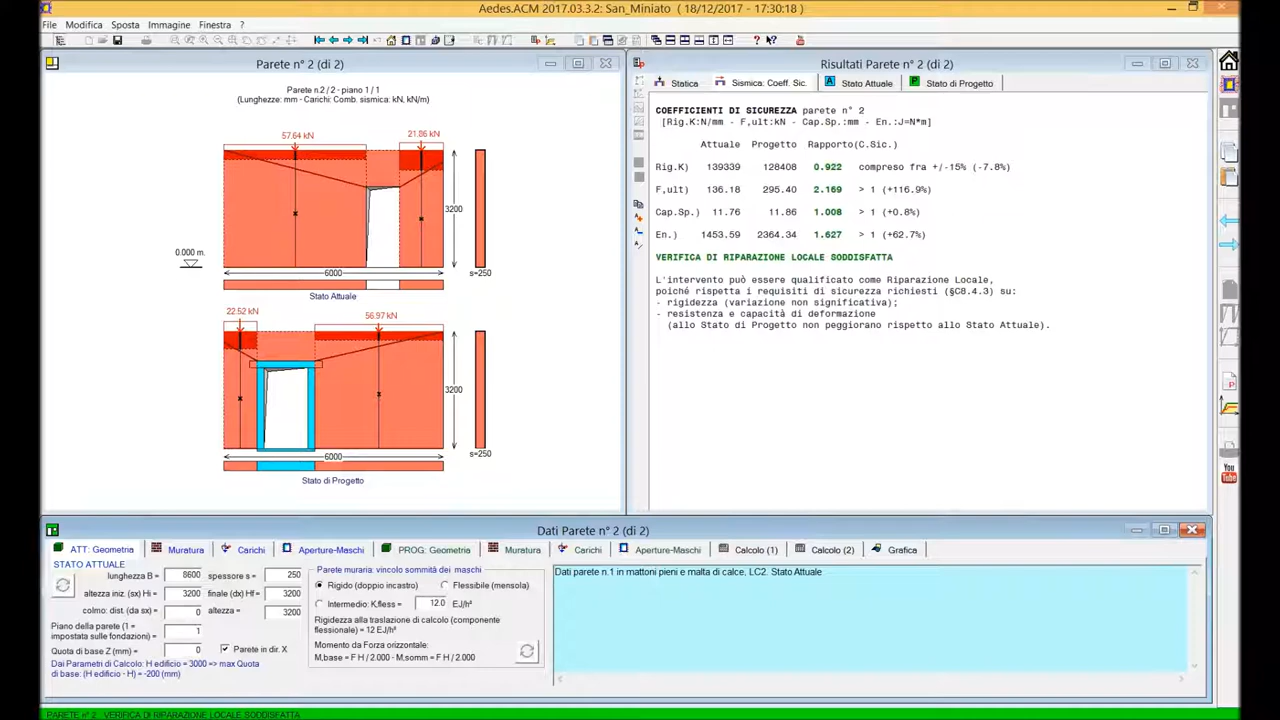 Aedes.ACM 2017.03.3.2: San_Miniato ( 18/12/2017 - 17:30:18 )
File Modifica Sposta Immagine Finestra ?
Parete n° 2 (di 2)
Parete n.2 / 2 - piano 1 / 1
(Lunghezze: mm - Carichi: Comb. sismica: kN, kN/m)
57.64 kN
21.86 kN
3200
0.000 m.
6000
s=250
Stato Attuale
22.52 kN
56.97 kN
3200
6000
s=250
Stato di Progetto
Risultati Parete n° 2 (di 2)
Statica Sismica: Coeff. Sic. A Stato Attuale P Stato di Progetto
COEFFICIENTI DI SICUREZZA parete n° 2
[Rig.K:N/mm - F,ult:kN - Cap.Sp.:mm - En.:J=N*m]
Attuale Progetto Rapporto(C.Sic.)
Rig.K) 139339 128408 0.922 compreso fra +/-15% (-7.8%)
F,ult) 136.18 295.40 2.169 > 1 (+116.9%)
Cap.Sp.) 11.76 11.86 1.008 > 1 (+0.8%)
En.) 1453.59 2364.34 1.627 > 1 (+62.7%)
VERIFICA DI RIPARAZIONE LOCALE SODDISFATTA
L'intervento può essere qualificato come Riparazione Locale,
poiché rispetta i requisiti di sicurezza richiesti (§C8.4.3) su:
- rigidezza (variazione non significativa);
- resistenza e capacità di deformazione
(allo Stato di Progetto non peggiorano rispetto allo Stato Attuale).
You
Tube
Dati Parete n° 2 (di 2)
ATT: Geometria Muratura Carichi Aperture-Maschi PROG: Geometria Muratura Carichi Aperture-Maschi Calcolo (1) Calcolo (2) Grafica
STATO ATTUALE
lunghezza B = 8600 spessore s = 250
altezza iniz. (sx) Hi = 3200 finale (dx) Hf = 3200
colmo: dist. (da sx) = 0 altezza = 3200
Piano della parete (1 =
impostata sulle fondazioni) = 1
Quota di base Z (mm) = 0 Parete in dir. X
Dai Parametri di Calcolo: H edificio = 3000 => max Quota
di base: (H edificio - H) = -200 (mm)
Parete muraria: vincolo sommità dei maschi
Rigido (doppio incastro) Flessibile (mensola)
Intermedio: K,fless = 12.0 EJ/h³
Rigidezza alla traslazione di calcolo (componente
flessionale) = 12 EJ/h³
Momento da Forza orizzontale:
M,base = F H / 2.000 - M,somm = F H / 2.000
Dati parete n.1 in mattoni pieni e malta di calce, LC2. Stato Attuale
PARETE n° 2 VERIFICA DI RIPARAZIONE LOCALE SODDISFATTA